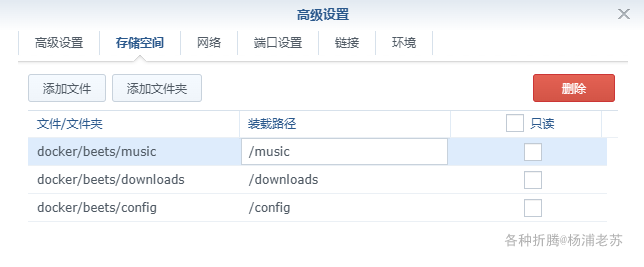 高级设置
高级设置 存储空间 网络 端口设置 链接 环境
添加文件 添加文件夹 删除
文件/文件夹 装载路径 只读
docker/beets/music /music
docker/beets/downloads /downloads
docker/beets/config /config
各种折腾@杨浦老苏